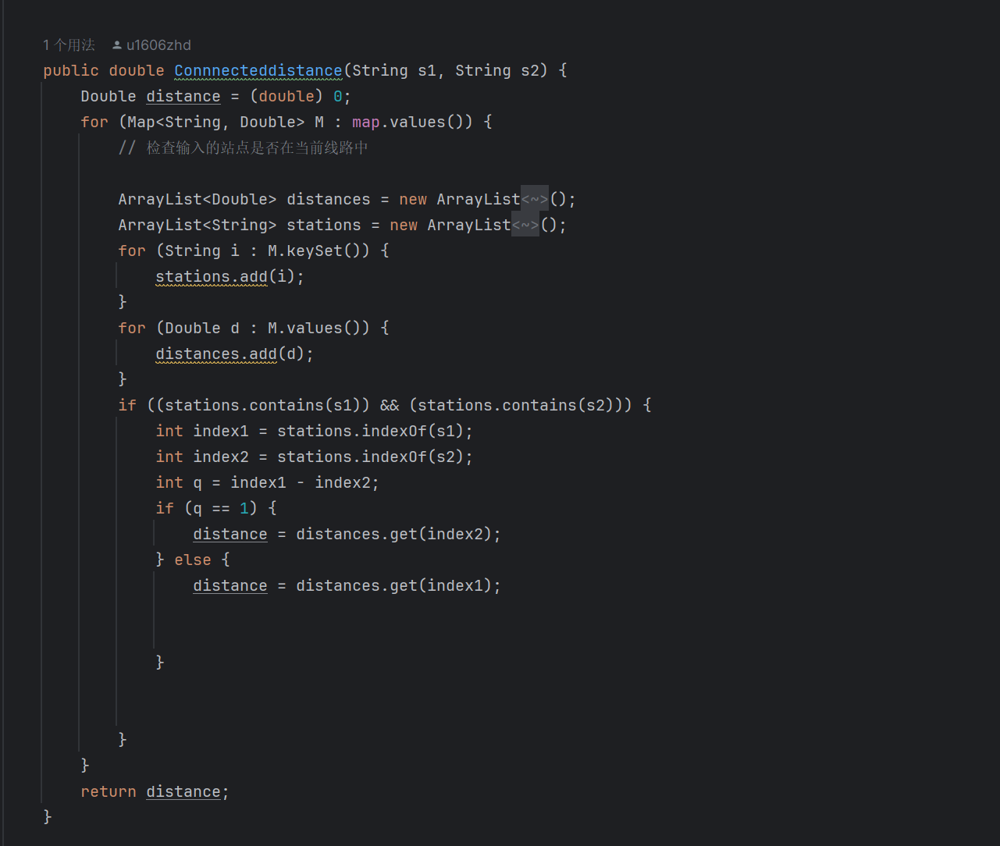 1 个用法 u1606zhd
public double Connnecteddistance(String s1, String s2) {
Double distance = (double) 0;
for (Map<String, Double> M : map.values()) {
// 检查输入的站点是否在当前线路中
ArrayList<Double> distances = new ArrayList<~>();
ArrayList<String> stations = new ArrayList<~>();
for (String i : M.keySet()) {
stations.add(i);
}
for (Double d : M.values()) {
distances.add(d);
}
if ((stations.contains(s1)) && (stations.contains(s2))) {
int index1 = stations.indexOf(s1);
int index2 = stations.indexOf(s2);
int q = index1 - index2;
if (q == 1) {
distance = distances.get(index2);
} else {
distance = distances.get(index1);
}
}
}
return distance;
}